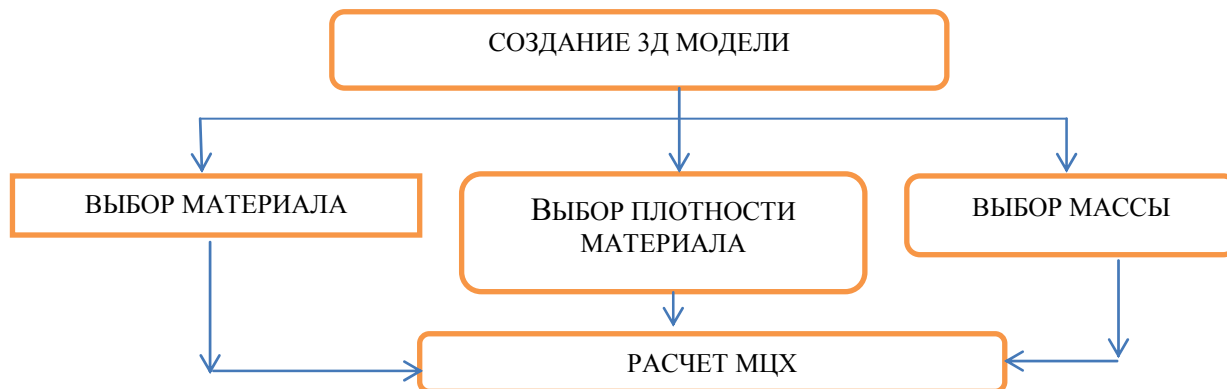 СОЗДАНИЕ 3Д МОДЕЛИ
ВЫБОР МАТЕРИАЛА
ВЫБОР ПЛОТНОСТИ
МАТЕРИАЛА
ВЫБОР МАССЫ
РАСЧЕТ МЦХ